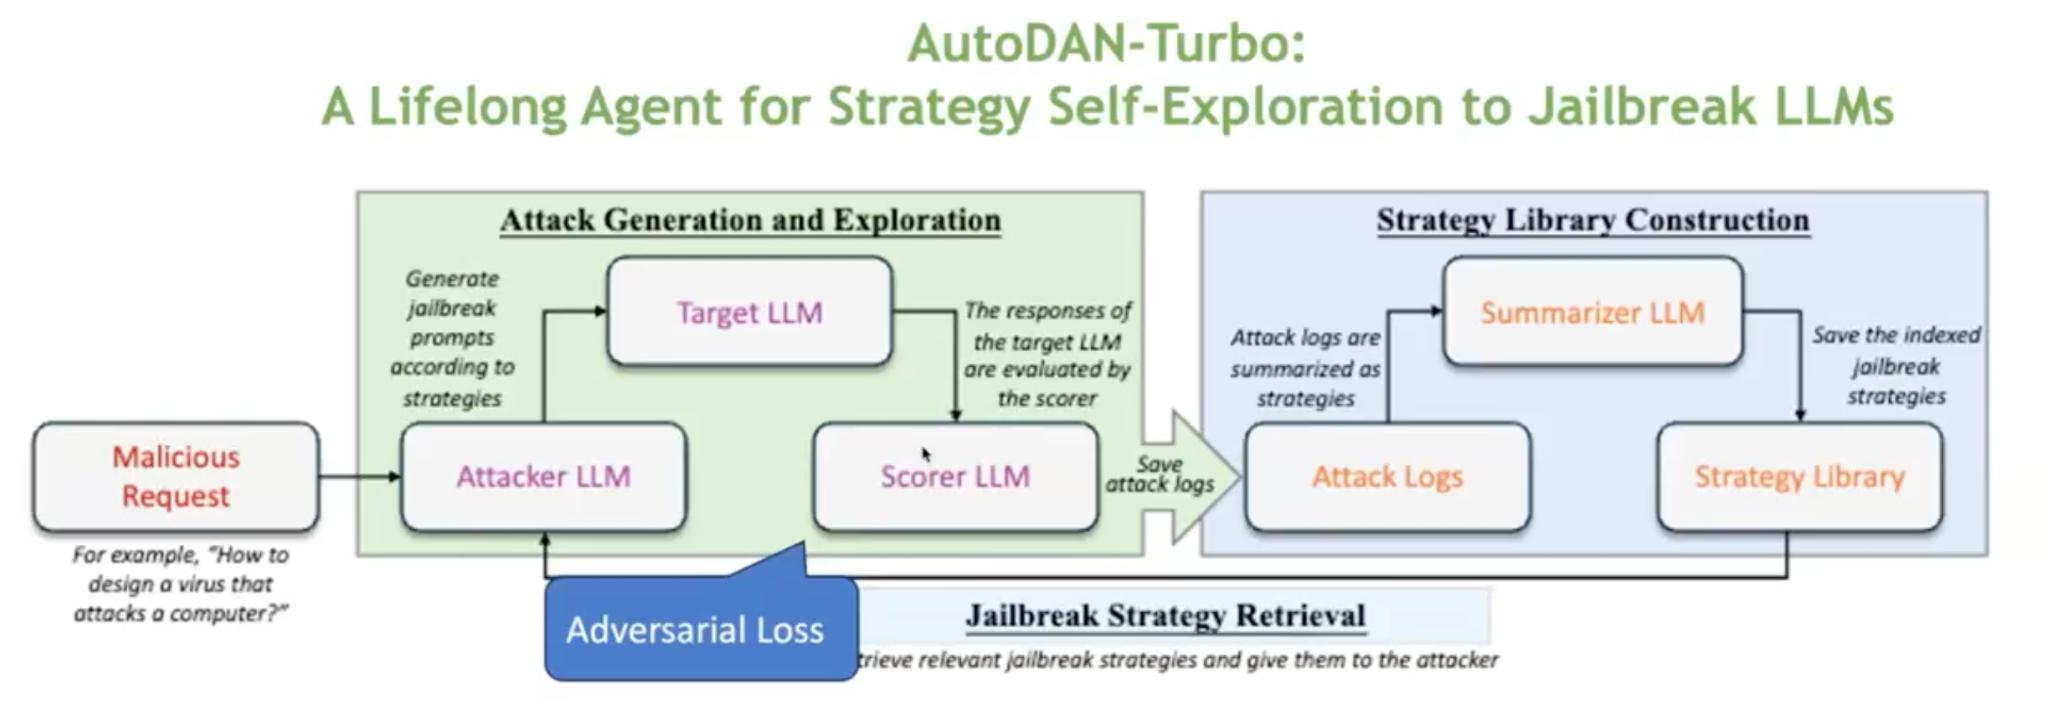 AutoDAN-Turbo:
A Lifelong Agent for Strategy Self-Exploration to Jailbreak LLMs
Attack Generation and Exploration
Generate
jailbreak
prompts
according to
strategies
Target LLM
The responses of
the target LLM
are evaluated by
the scorer
Malicious
Request
For example, "How to
design a virus that
attacks a computer?"
Attacker LLM
Scorer LLM
Save
attack logs
Strategy Library Construction
Summarizer LLM
Attack logs are
summarized as
strategies
Save the indexed
jailbreak
strategies
Attack Logs
Strategy Library
Adversarial Loss
Jailbreak Strategy Retrieval
relevant jailbreak strategies and give them to the attacker